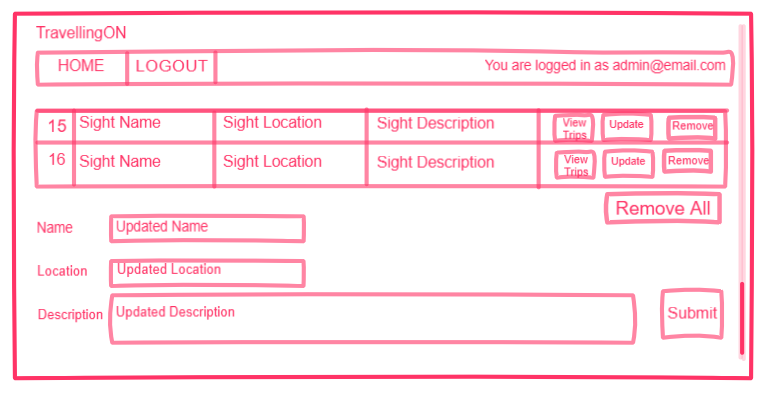 TravellingON
HOME LOGOUT You are logged in as admin@email.com
15 Sight Name Sight Location Sight Description View Trips Update Remove
16 Sight Name Sight Location Sight Description View Trips Update Remove
Remove All
Name Updated Name
Location Updated Location
Description Updated Description Submit